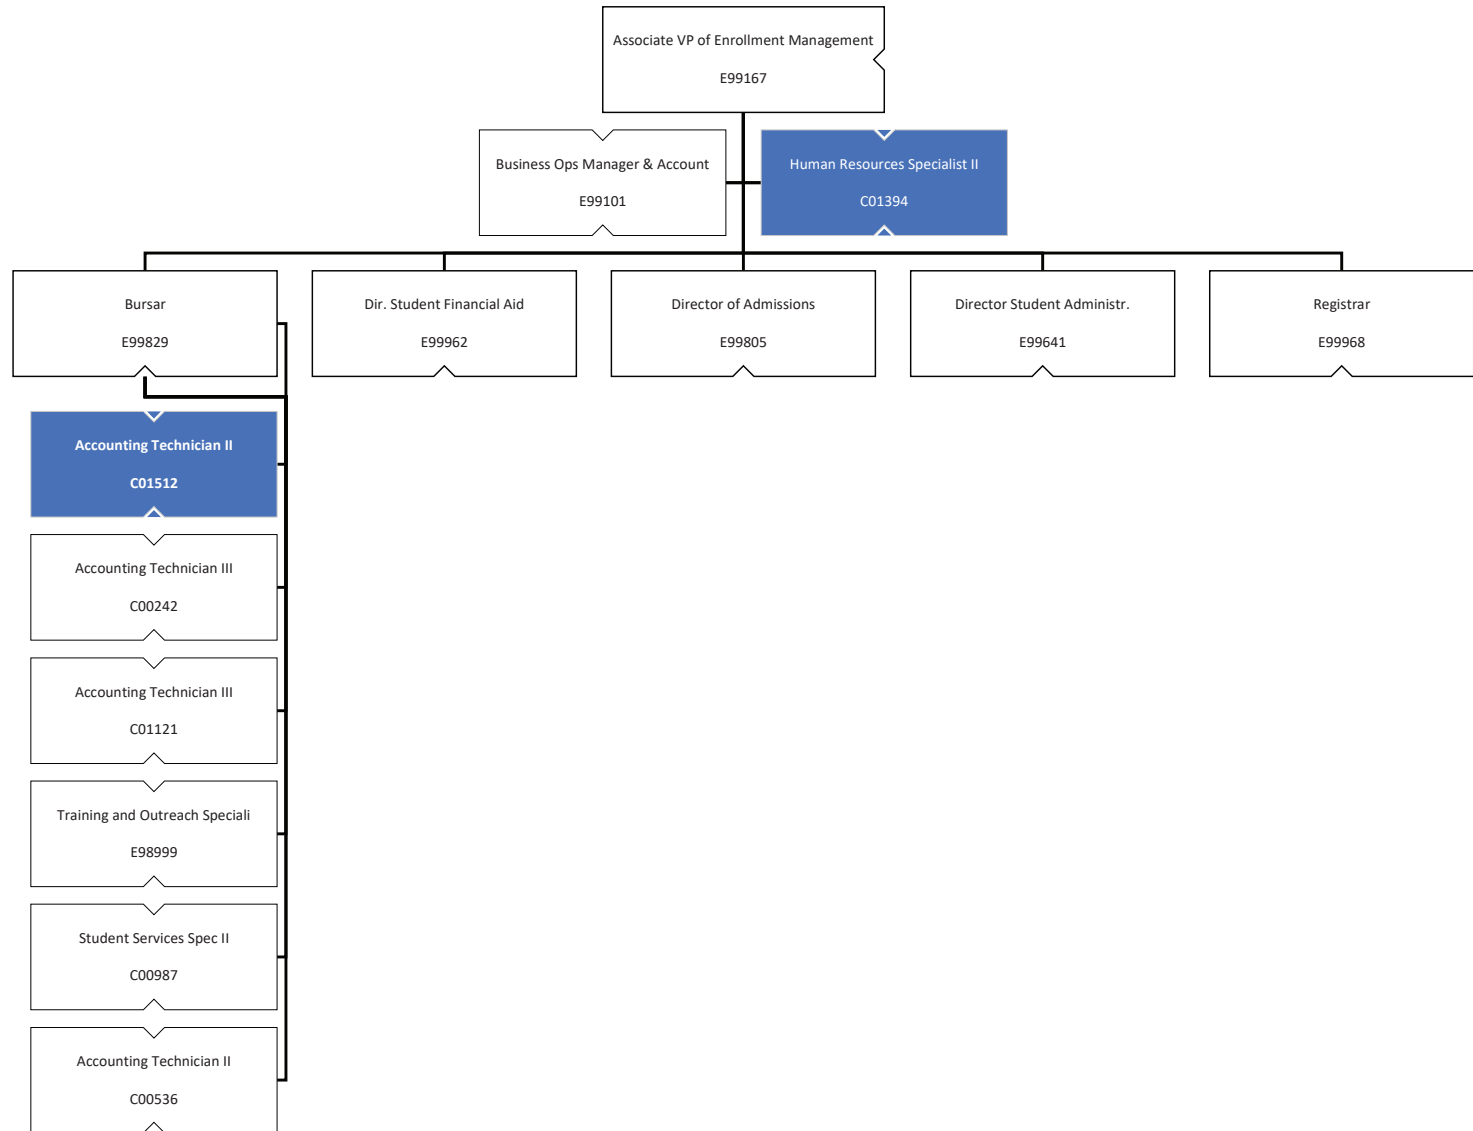 Associate VP of Enrollment Management
E99167
Business Ops Manager & Account
E99101
Human Resources Specialist II
C01394
Bursar
E99829
Dir. Student Financial Aid
E99962
Director of Admissions
E99805
Director Student Administr.
E99641
Registrar
E99968
Accounting Technician II
C01512
Accounting Technician III
C00242
Accounting Technician III
C01121
Training and Outreach Speciali
E98999
Student Services Spec II
C00987
Accounting Technician II
C00536